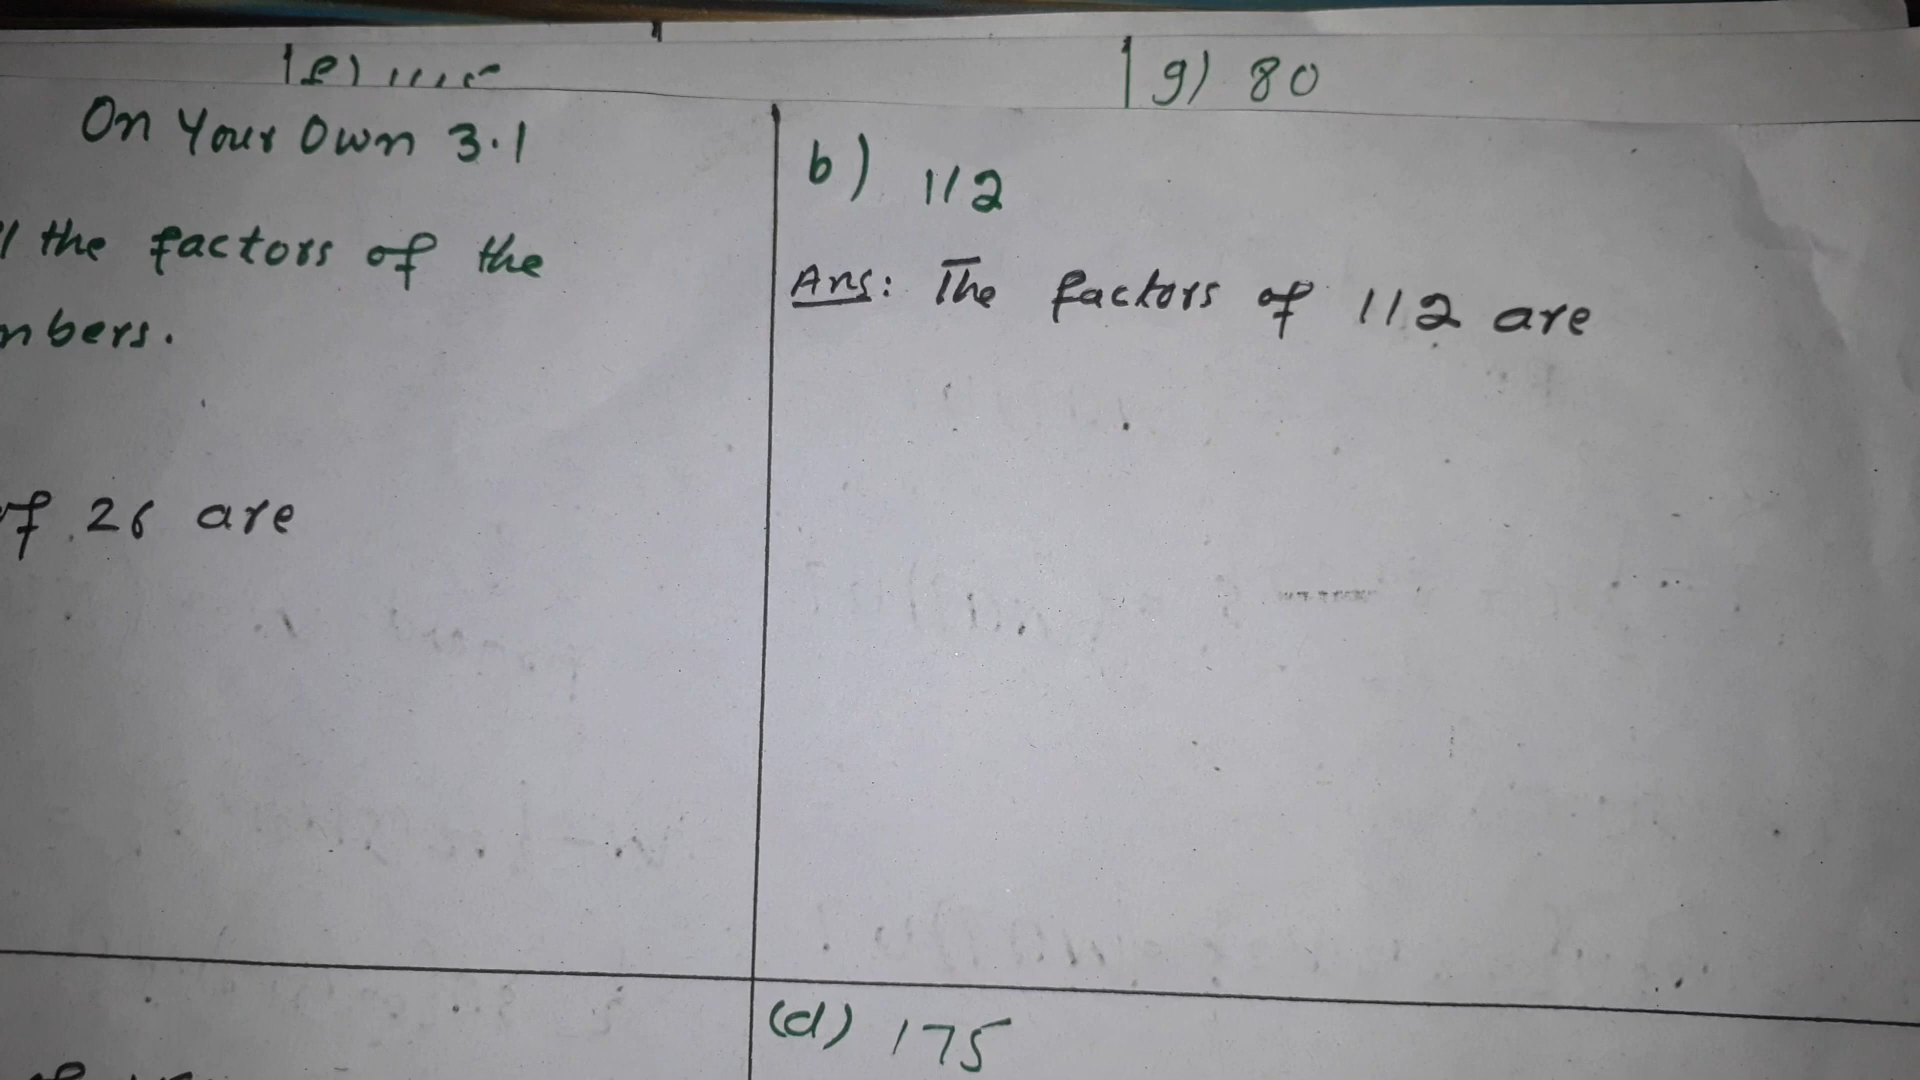 g) 80
On Your Own 3.1
the factors of the
nbers.
26 are
b) 112
Ans: The factors of 112 are
(d) 175